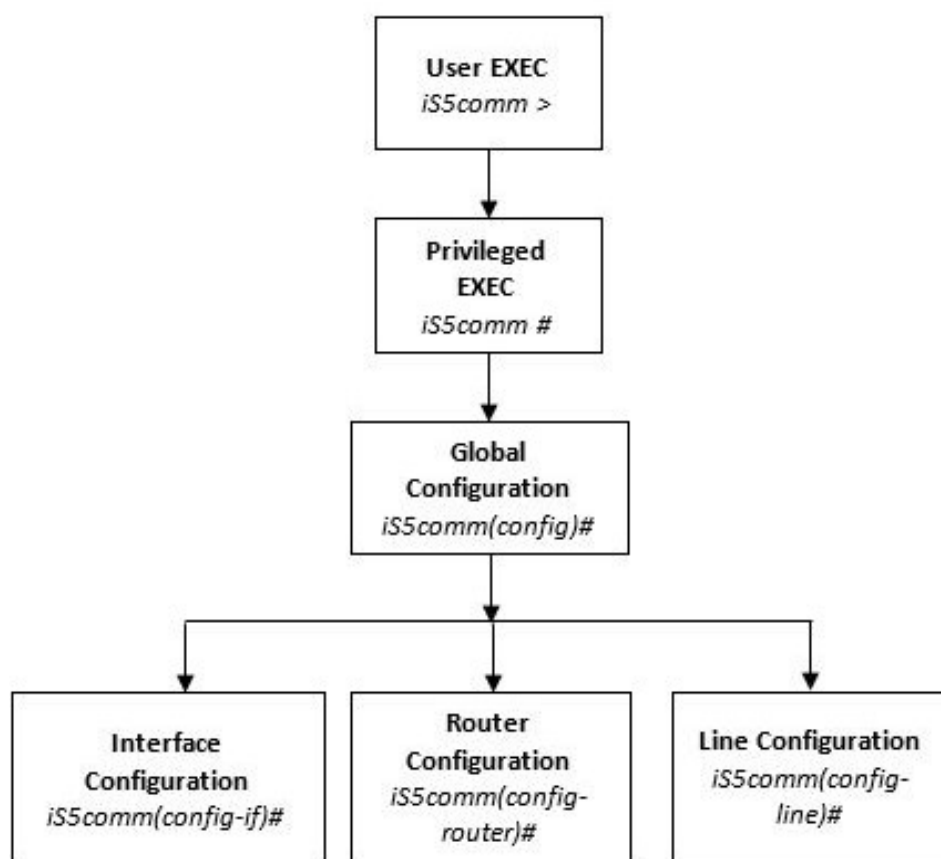 User EXEC
iS5comm >
Privileged
EXEC
iS5comm #
Global
Configuration
iS5comm(config)#
Interface
Configuration
iS5comm(config-if)#
Router
Configuration
iS5comm(config-
router)#
Line Configuration
iS5comm(config-
line)#